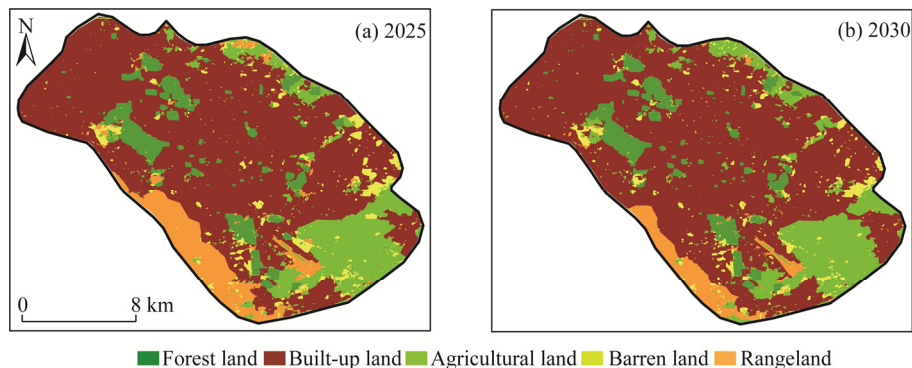 N
(a) 2025
(b) 2030
0 8 km
Forest land Built-up land Agricultural land Barren land Rangeland